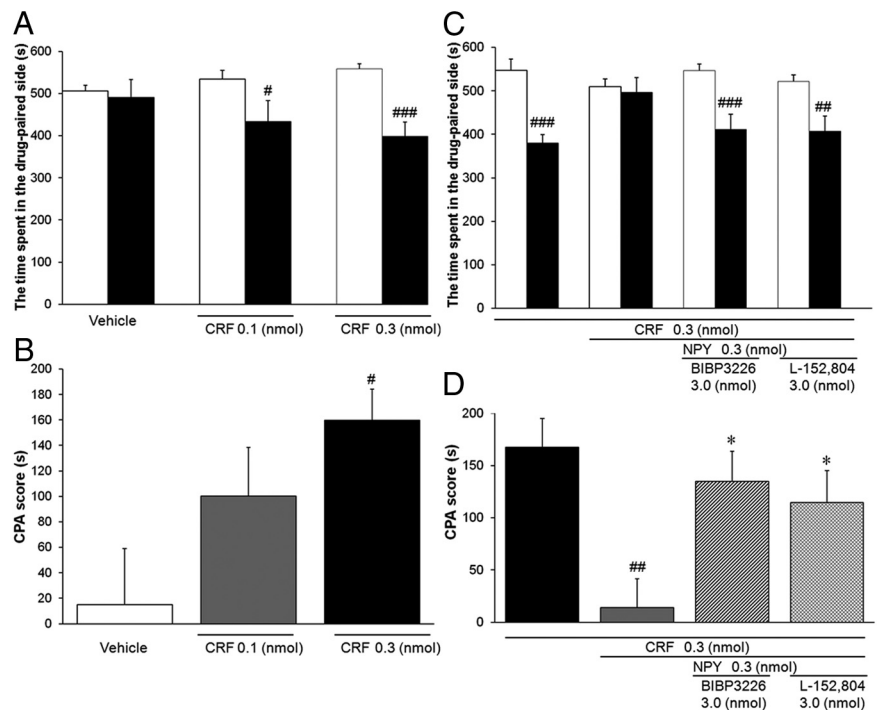 A
The time spent in the drug-paired side (s)
600
500
400
300
200
100
0
#
###
Vehicle
CRF 0.1 (nmol)
CRF 0.3 (nmol)
B
CPA score (s)
200
180
160
140
120
100
80
60
40
20
0
#
Vehicle
CRF 0.1 (nmol)
CRF 0.3 (nmol)
C
The time spent in the drug-paired side (s)
600
500
400
300
200
100
0
###
###
##
CRF 0.3 (nmol)
NPY 0.3 (nmol)
BIBP3226
3.0 (nmol)
L-152,804
3.0 (nmol)
D
CPA score (s)
200
150
100
50
0
##
*
*
CRF 0.3 (nmol)
NPY 0.3 (nmol)
BIBP3226
3.0 (nmol)
L-152,804
3.0 (nmol)